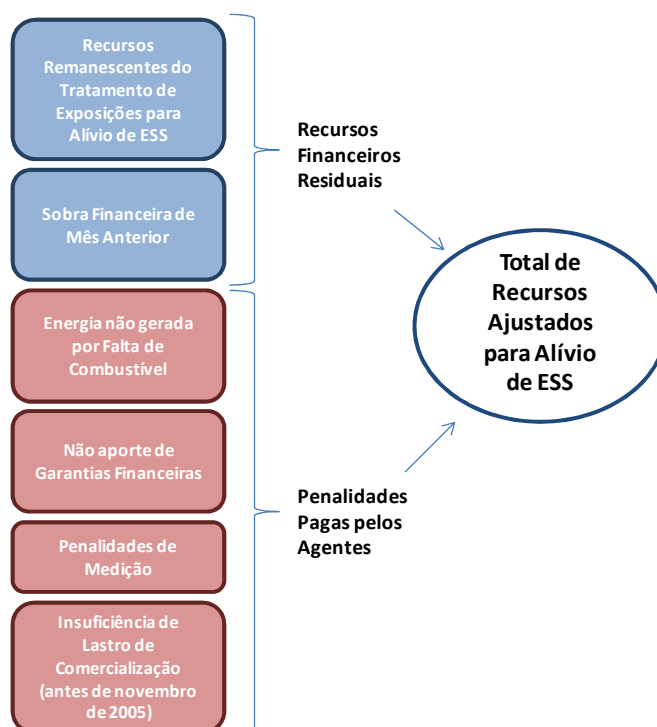 Recursos
Remanescentes do
Tratamento de
Exposições para
Alívio de ESS
Sobra Financeira de
Mês Anterior
Recursos
Financeiros
Residuais
Energia não gerada
por Falta de
Combustível
Não aporte de
Garantias Financeiras
Penalidades de
Medição
Insuficiência de
Lastro de
Comercialização
(antes de novembro
de 2005)
Penalidades
Pagas pelos
Agentes
Total de
Recursos
Ajustados
para Alívio
de ESS